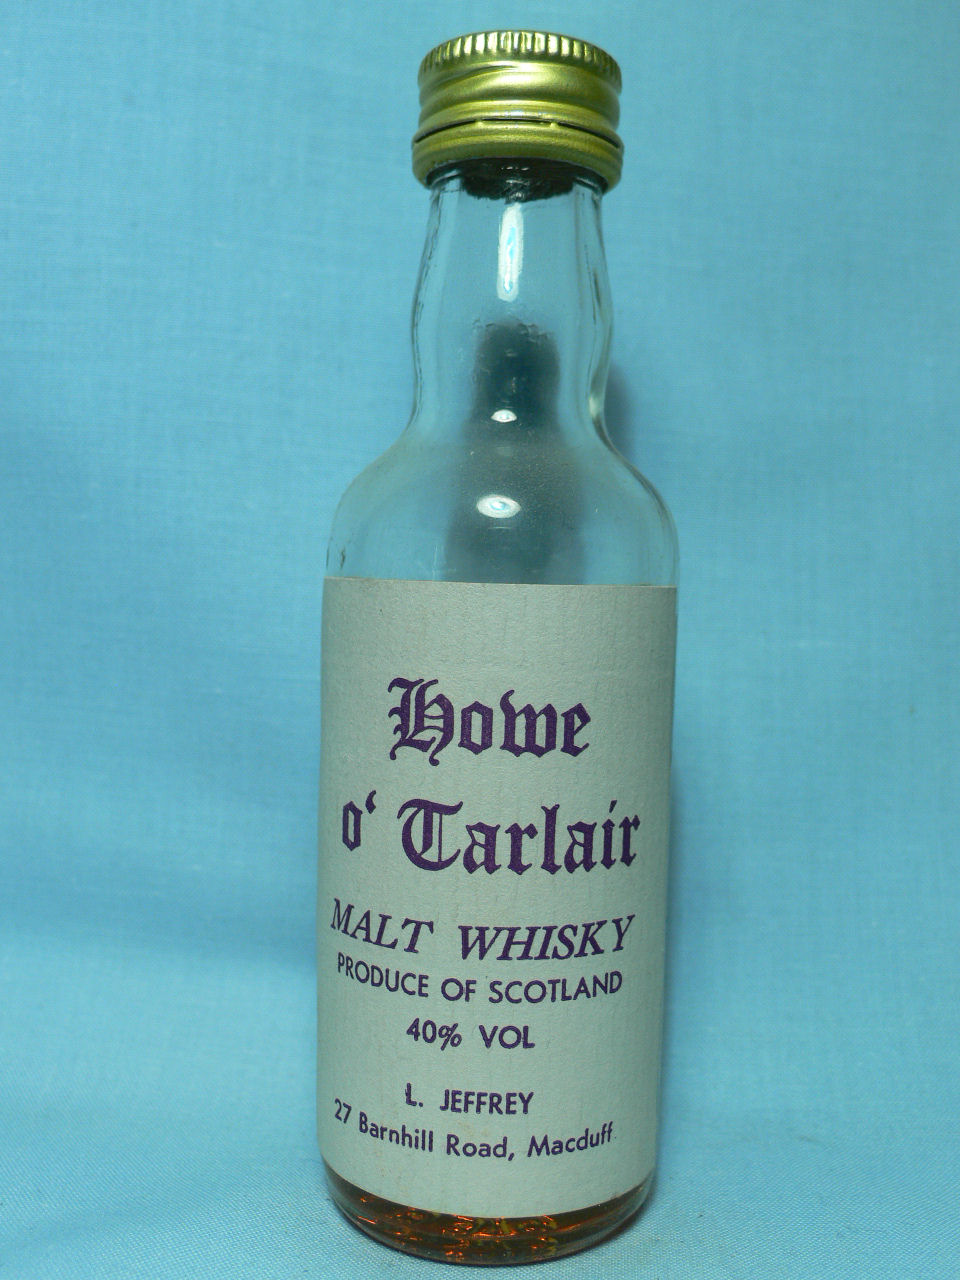 Howe
o‘ Tarlair
MALT WHISKY
PRODUCE OF SCOTLAND
40% VOL
L. JEFFREY
27 Barnhill Road, Macduff